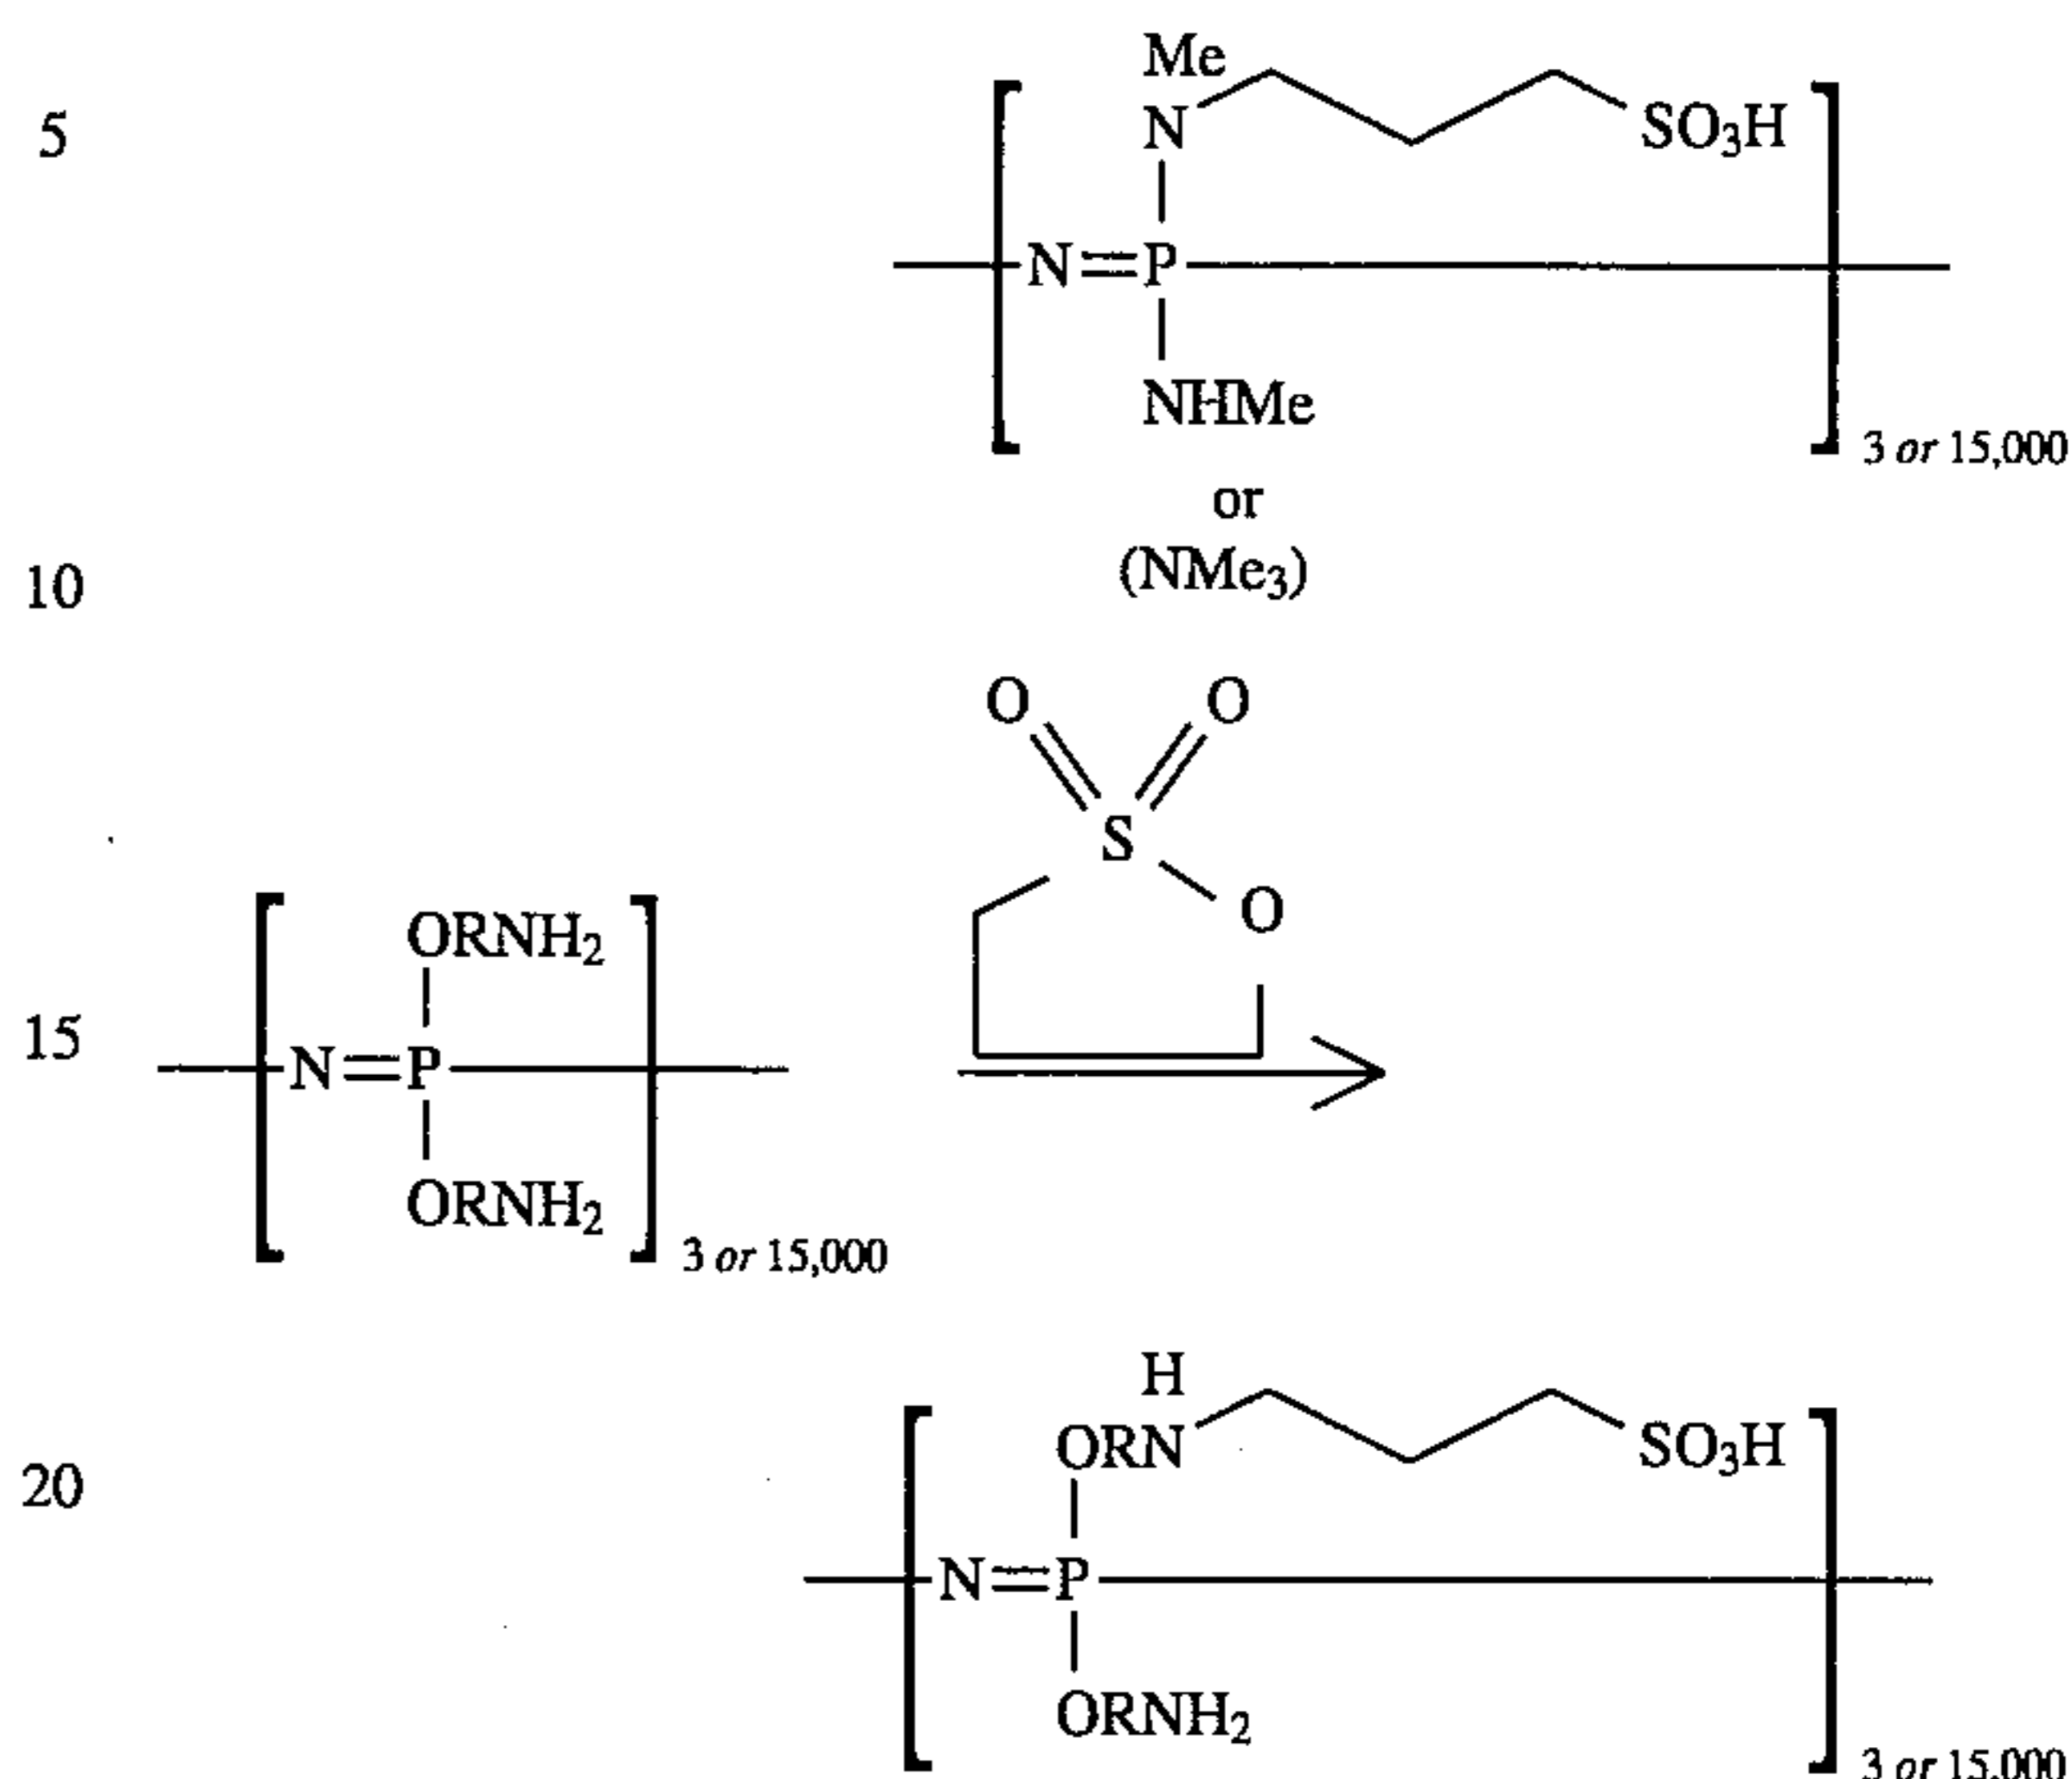 Me
5
N
SO3H
N=P
NHMe
3 or 15,000
or
10
(NMe3)
O O
S
O
ORNH2
15
N=P
ORNH2
3 or 15,000
H
ORN
SO3H
20
N=P
ORNH2
3 or 15,000